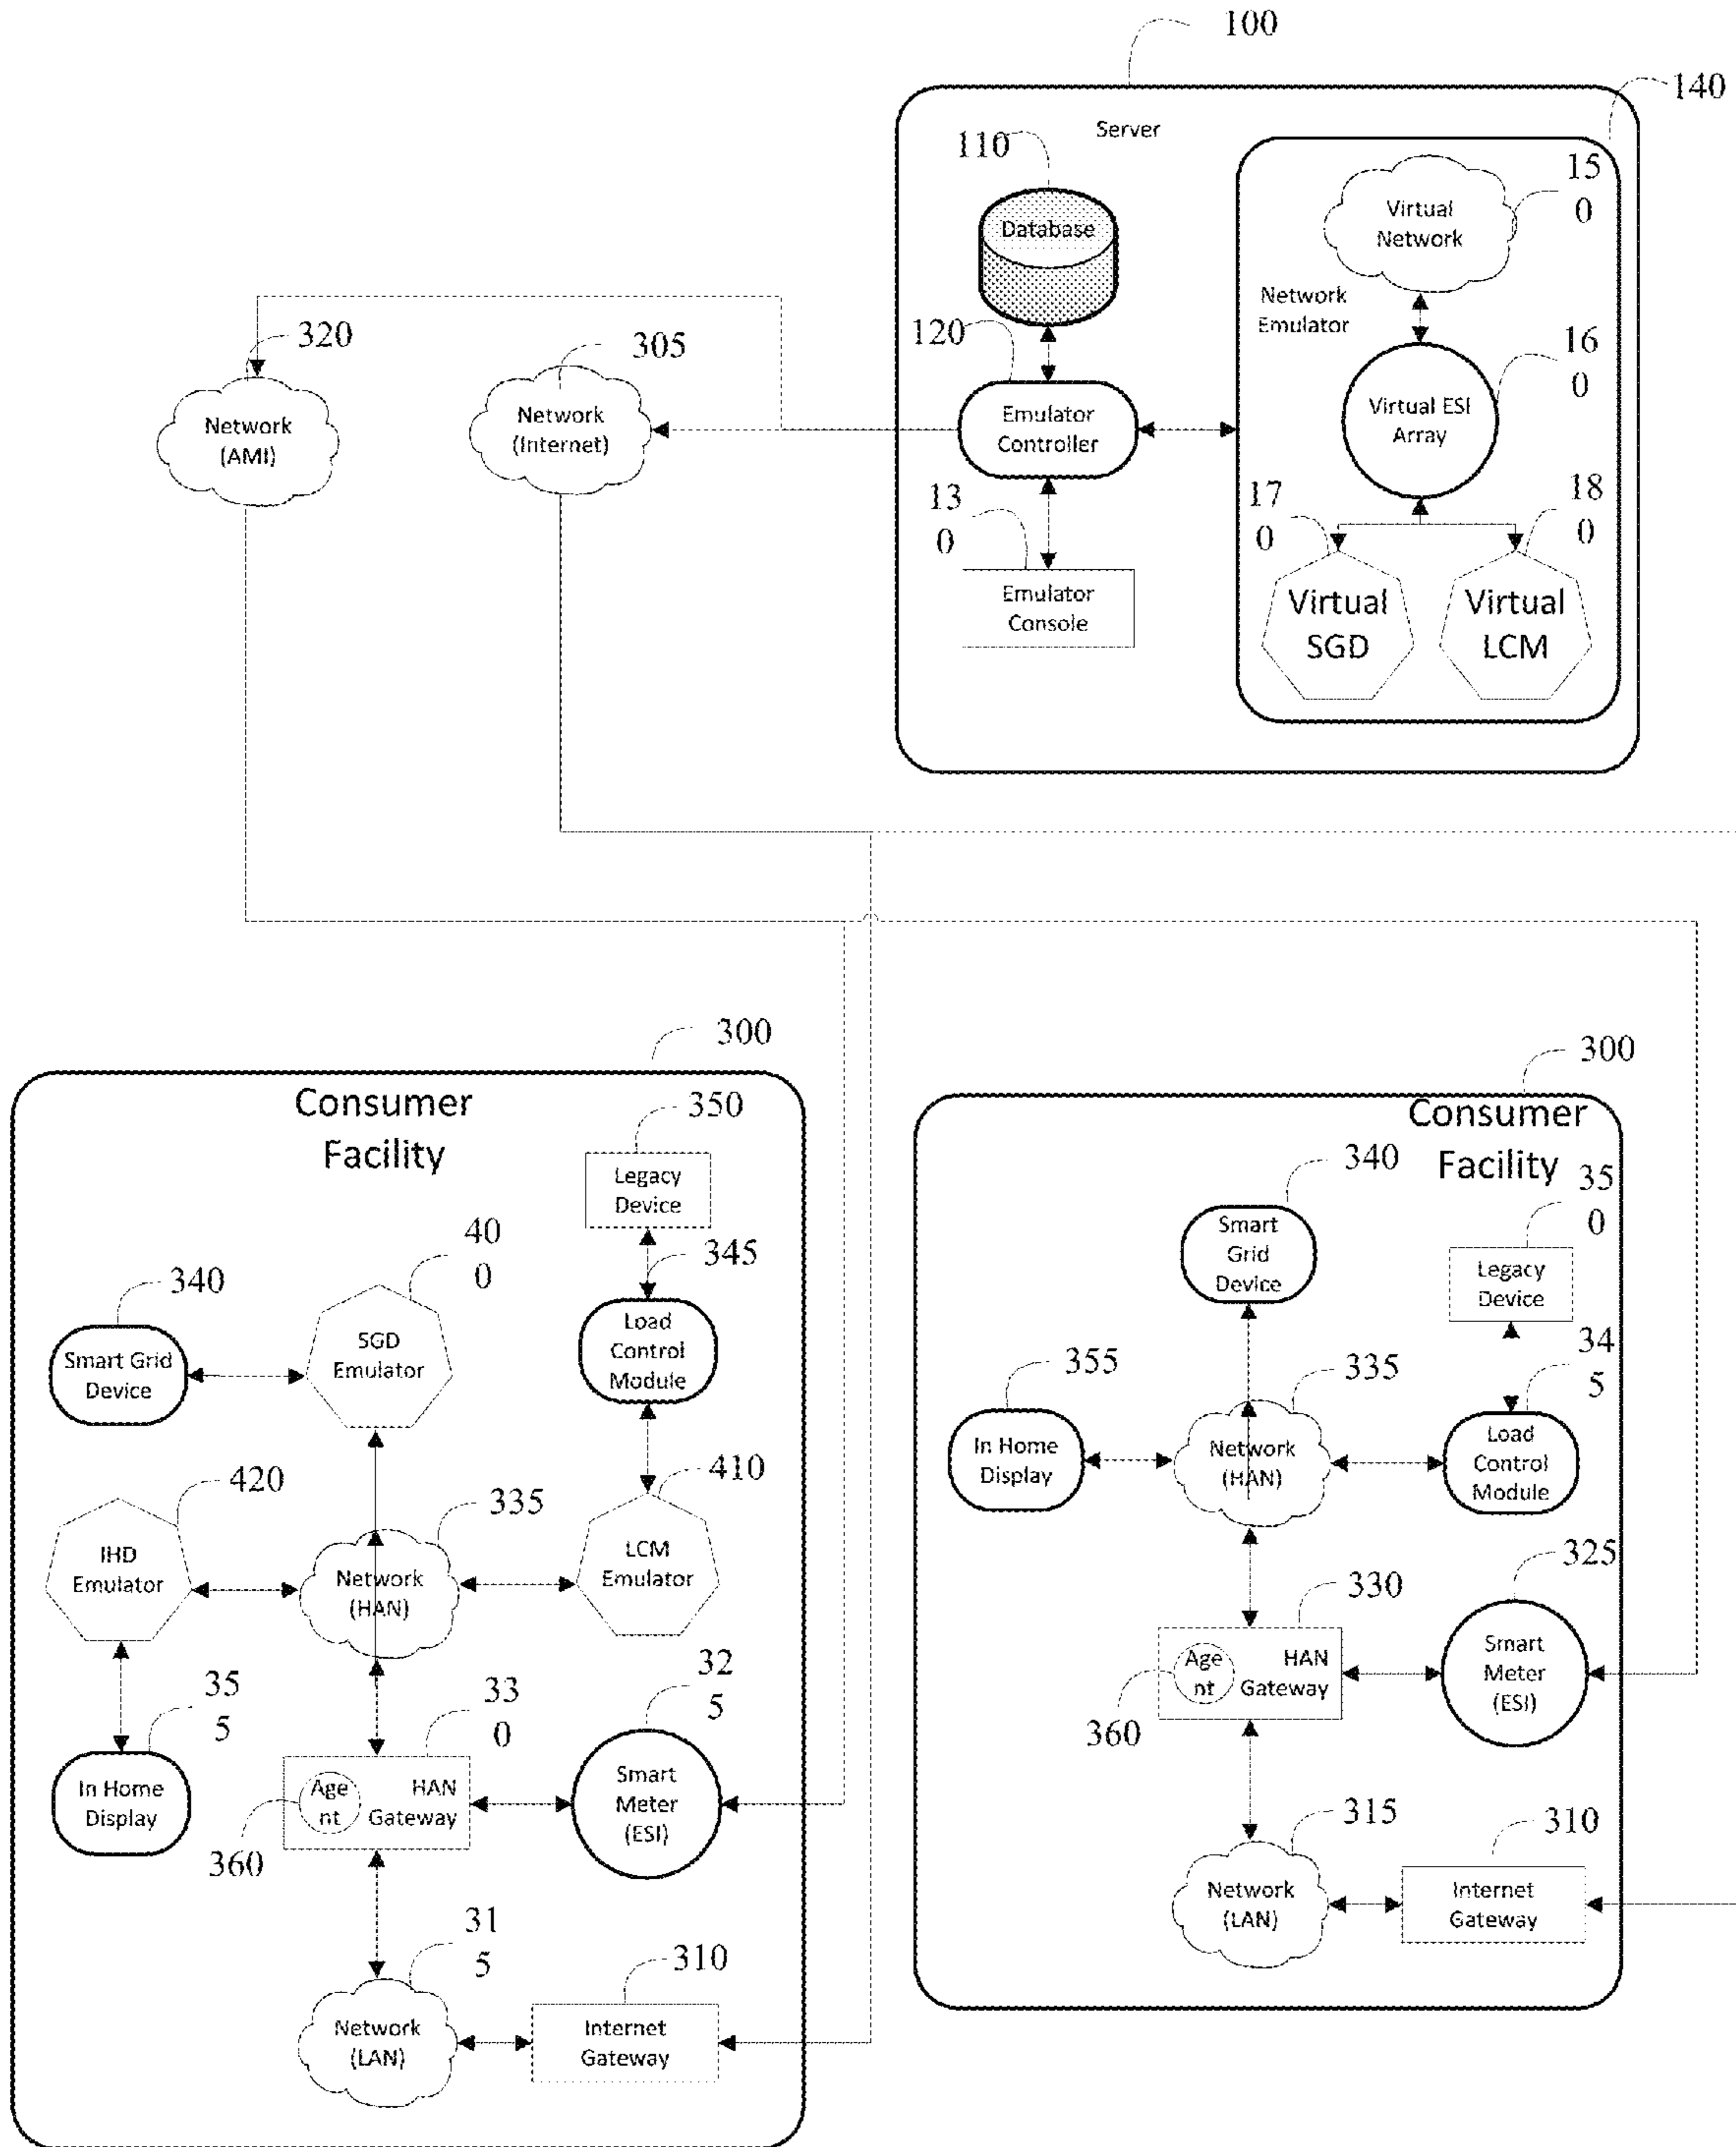 100
140
Server
110
Database
15
0
Virtual
Network
Network
Emulator
120
320
305
16
0
Network
(AMI)
Network
(Internet)
Emulator
Controller
Virtual ESI
Array
13
0
17
0
18
0
Emulator
Console
Virtual
SGD
Virtual
LCM
300
Consumer
Facility
350
Legacy
Device
40
0
345
340
SGD
Emulator
Smart Grid
Device
Load
Control
Module
420
335
410
IHD
Emulator
Network
(HAN)
LCM
Emulator
35
5
33
0
32
5
In Home
Display
Age
nt
HAN
Gateway
Smart
Meter
(ESI)
360
31
5
310
Network
(LAN)
Internet
Gateway
300
Consumer
Facility
340
35
0
Smart
Grid
Device
Legacy
Device
355
335
34
5
In Home
Display
Network
(HAN)
Load
Control
Module
325
330
Age
nt
HAN
Gateway
Smart
Meter
(ESI)
360
315
310
Network
(LAN)
Internet
Gateway